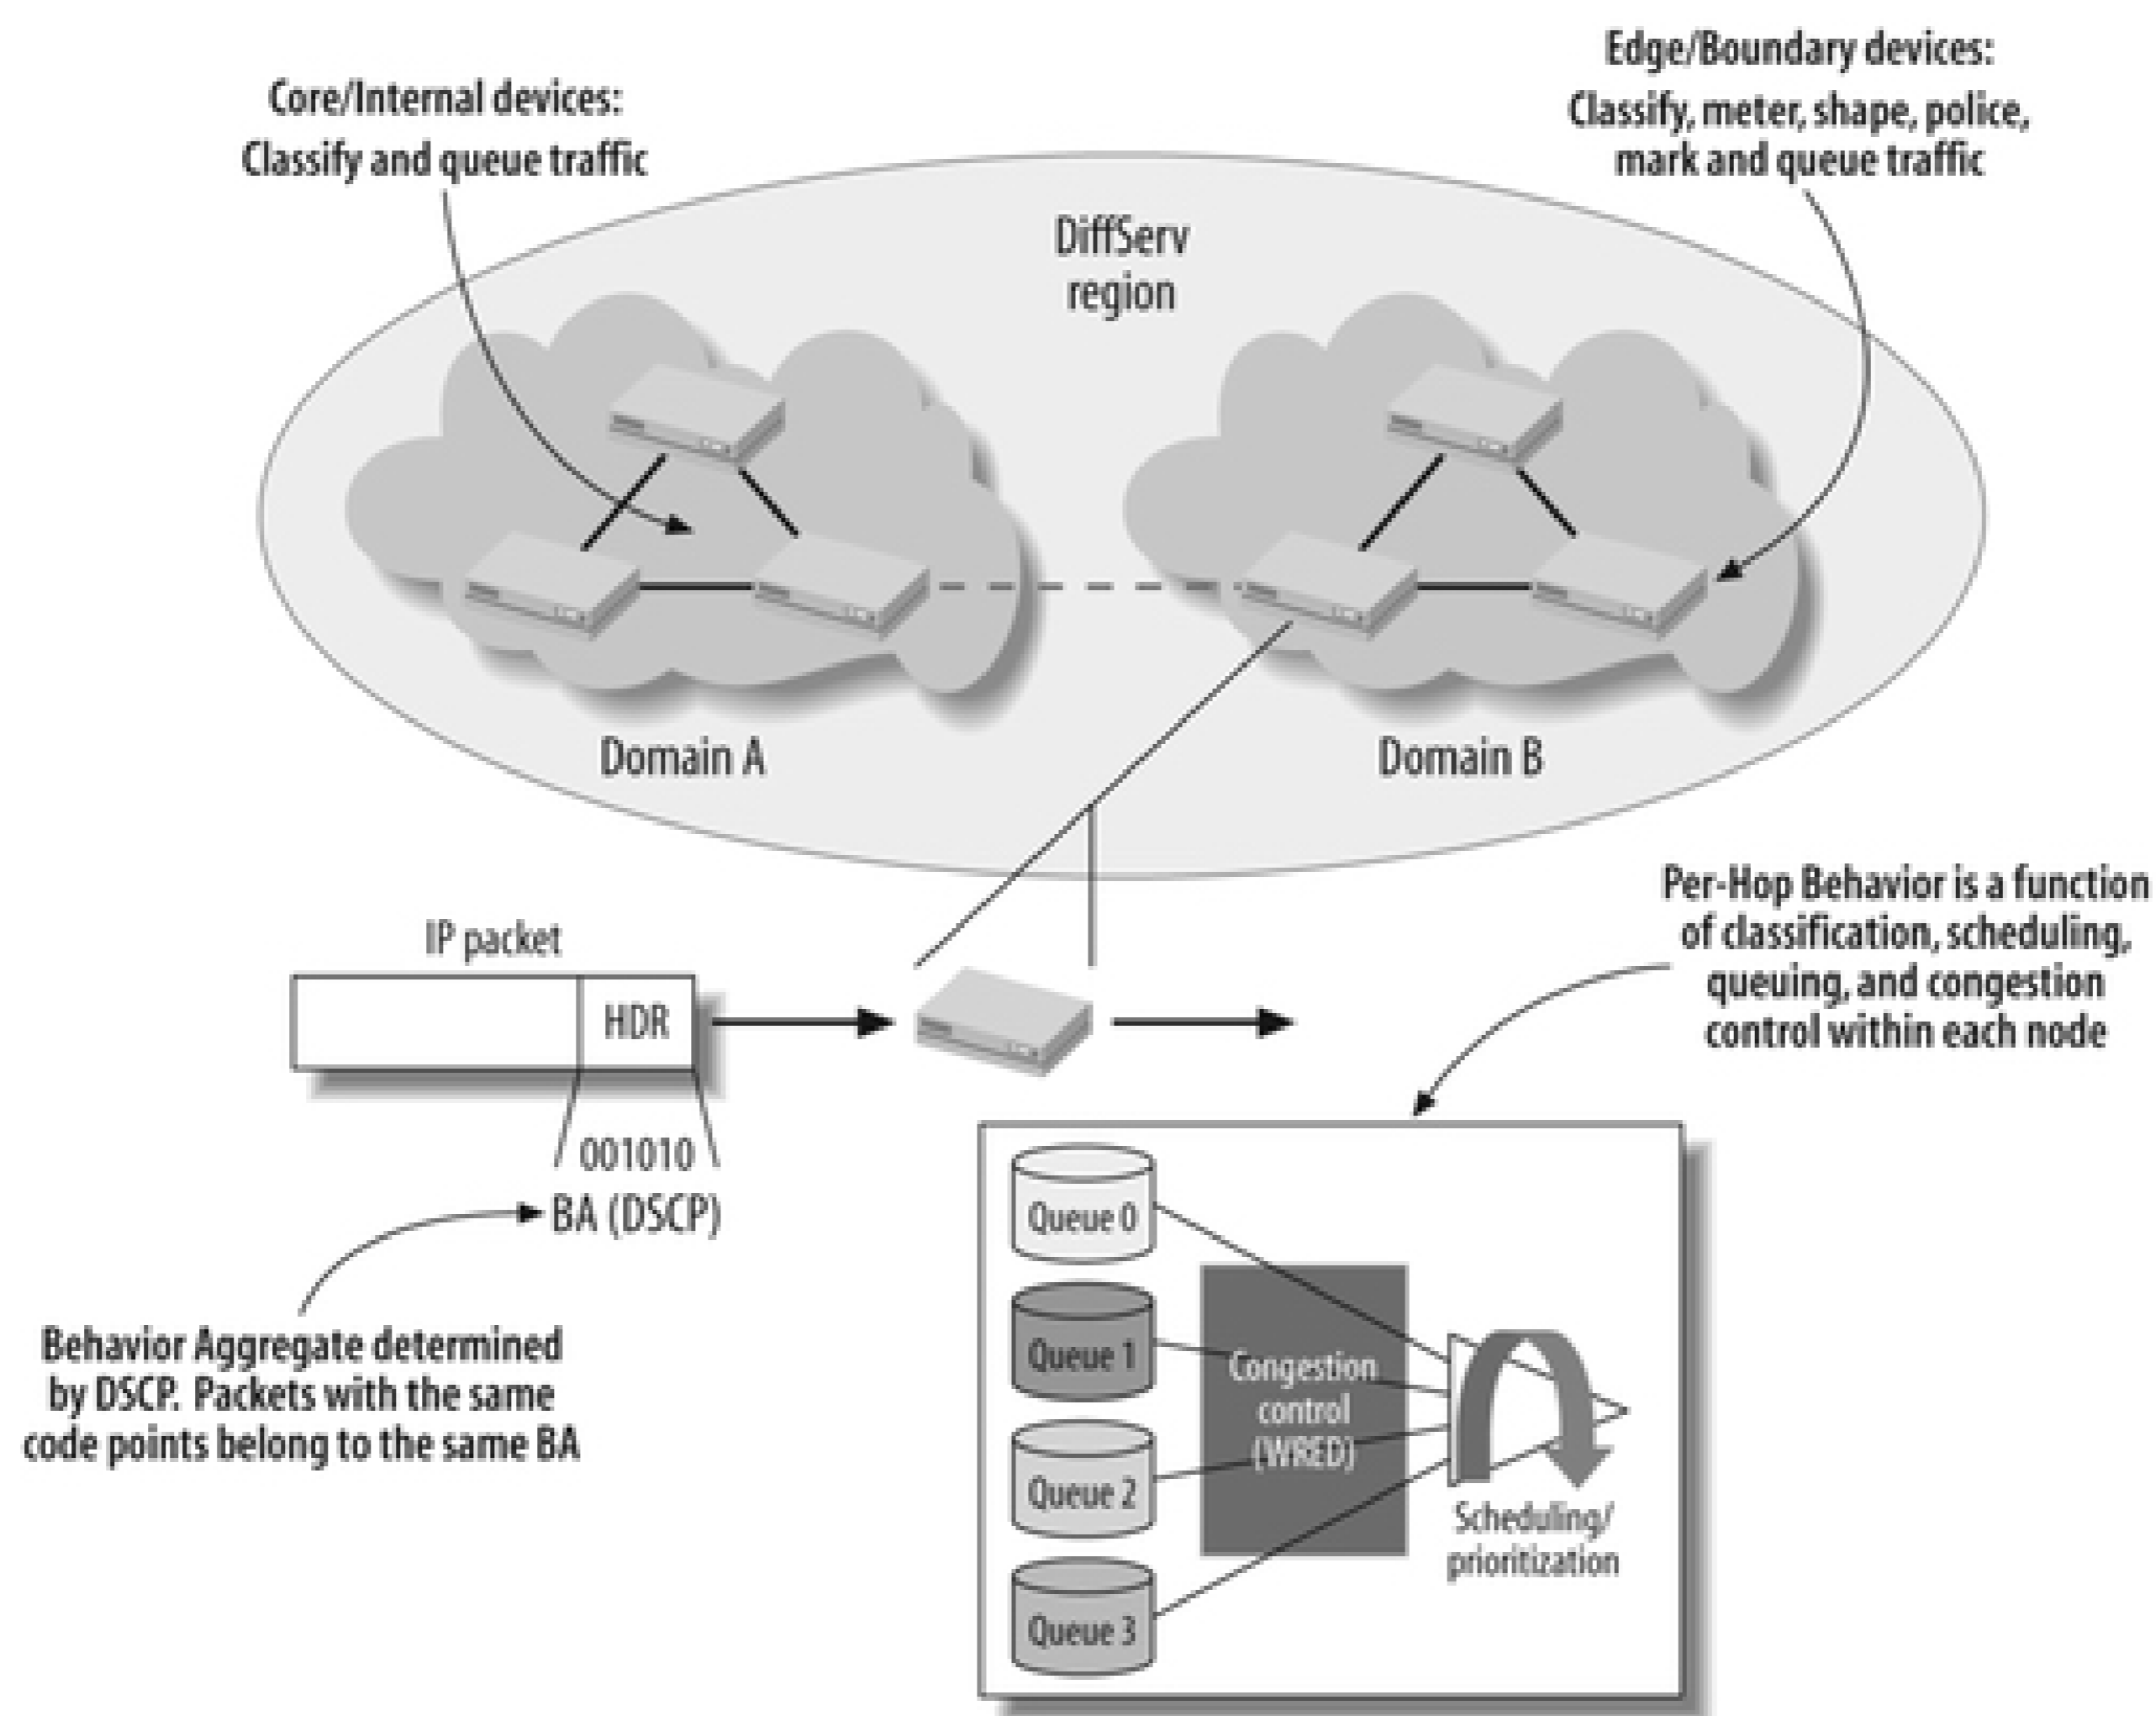 Core/Internal devices:
Classify and queue traffic
Edge/Boundary devices:
Classify, meter, shape, police,
mark and queue traffic
DiffServ
region
Domain A
Domain B
IP packet
HDR
001010
BA (DSCP)
Behavior Aggregate determined
by DSCP. Packets with the same
code points belong to the same BA
Per-Hop Behavior is a function
of classification, scheduling,
queuing, and congestion
control within each node
Queue 0
Queue 1
Queue 2
Queue 3
Congestion
control
(WRED)
Scheduling/
prioritization